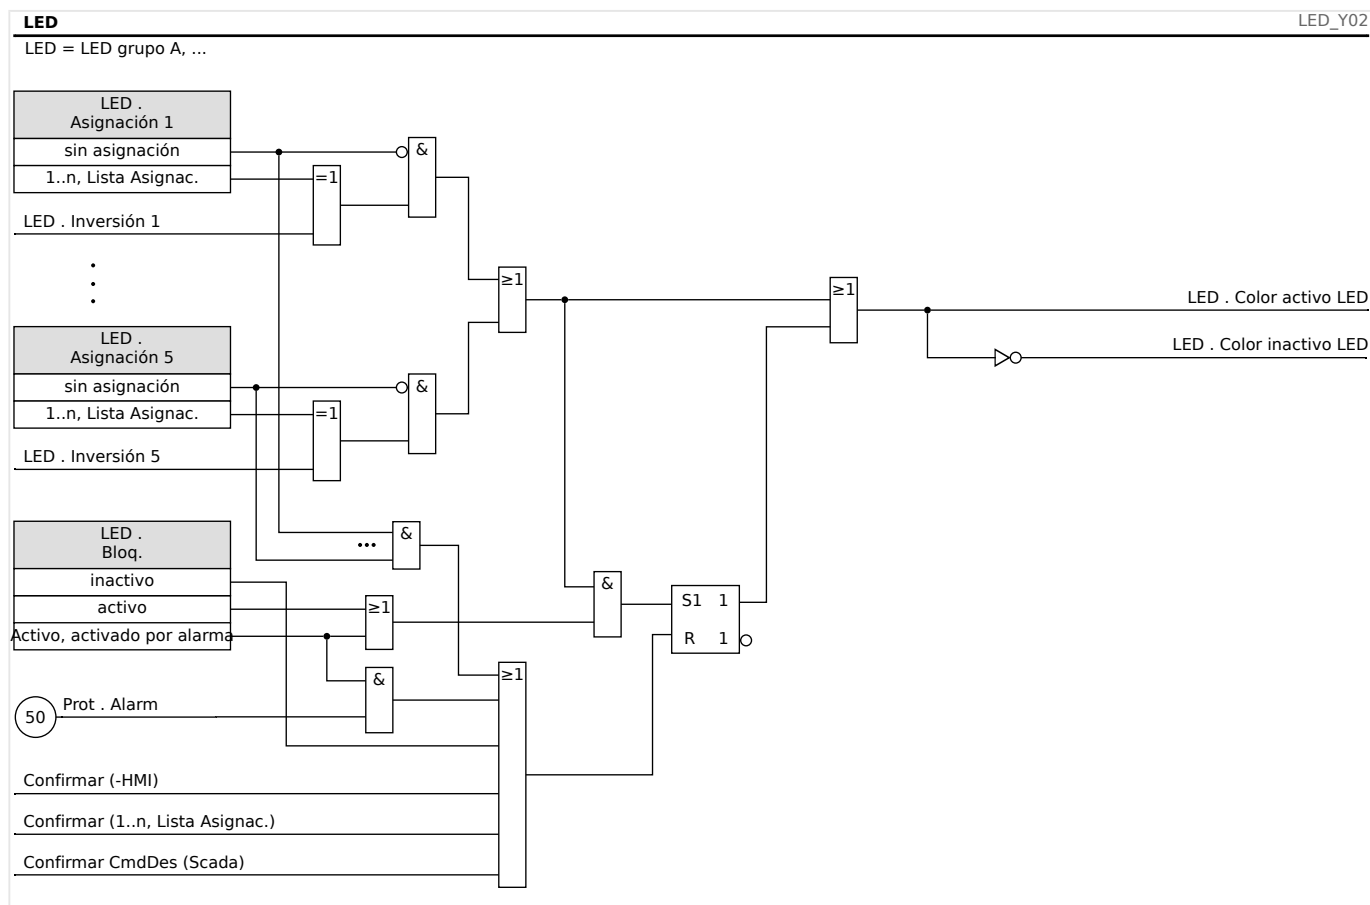 LED
LED_Y02
LED = LED grupo A, ...
LED .
Asignación 1
sin asignación
&
1..n, Lista Asignac.
=1
LED . Inversión 1
≥1
≥1
LED . Color activo LED
LED . Color inactivo LED
LED .
Asignación 5
sin asignación
&
1..n, Lista Asignac.
=1
LED . Inversión 5
LED .
Bloq.
&
...
inactivo
&
activo
≥1
S1 1
Activo, activado por alarma
R 1
≥1
&
50
Prot . Alarm
Confirmar (-HMI)
Confirmar (1..n, Lista Asignac.)
Confirmar CmdDes (Scada)